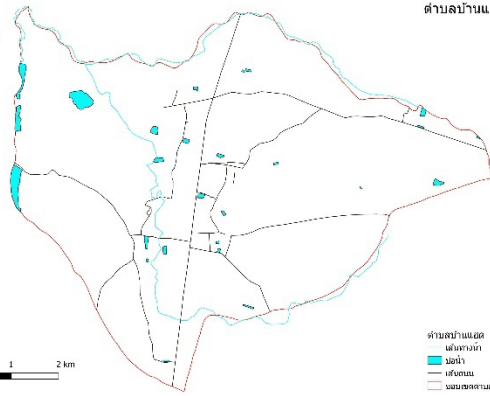 ตำบลบ้านแ
1 2 km
ตำบลบ้านแฮด
เส้นทางน้ำ
บ่อน้ำ
เส้นถนน
ขอบเขตตำบล